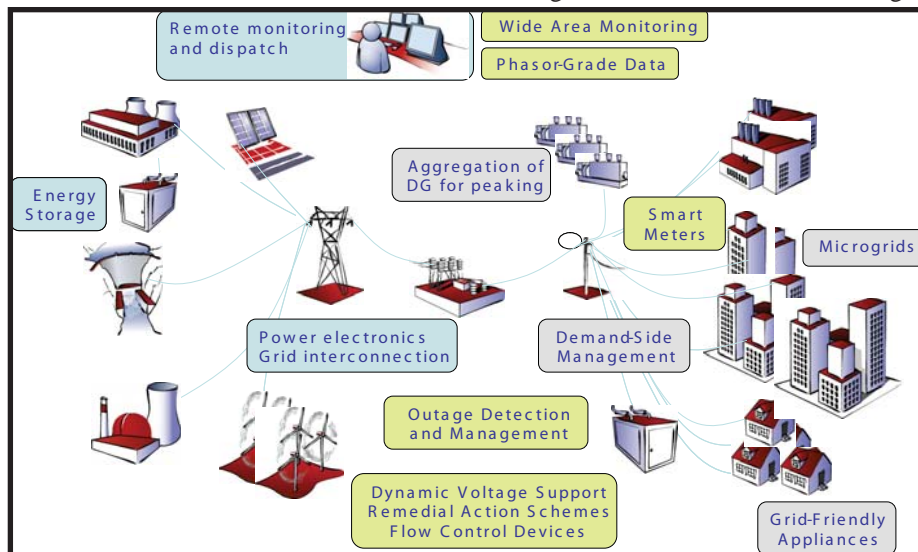 Remote monitoring
and dispatch
Wide Area Monitoring
Phasor-Grade Data
Aggregation of
DG for peaking
Energy
Storage
Smart
Meters
Microgrids
Power electronics
Grid interconnection
Demand-Side
Management
Outage Detection
and Management
Dynamic Voltage Support
Remedial Action Schemes
Flow Control Devices
Grid-Friendly
Appliances